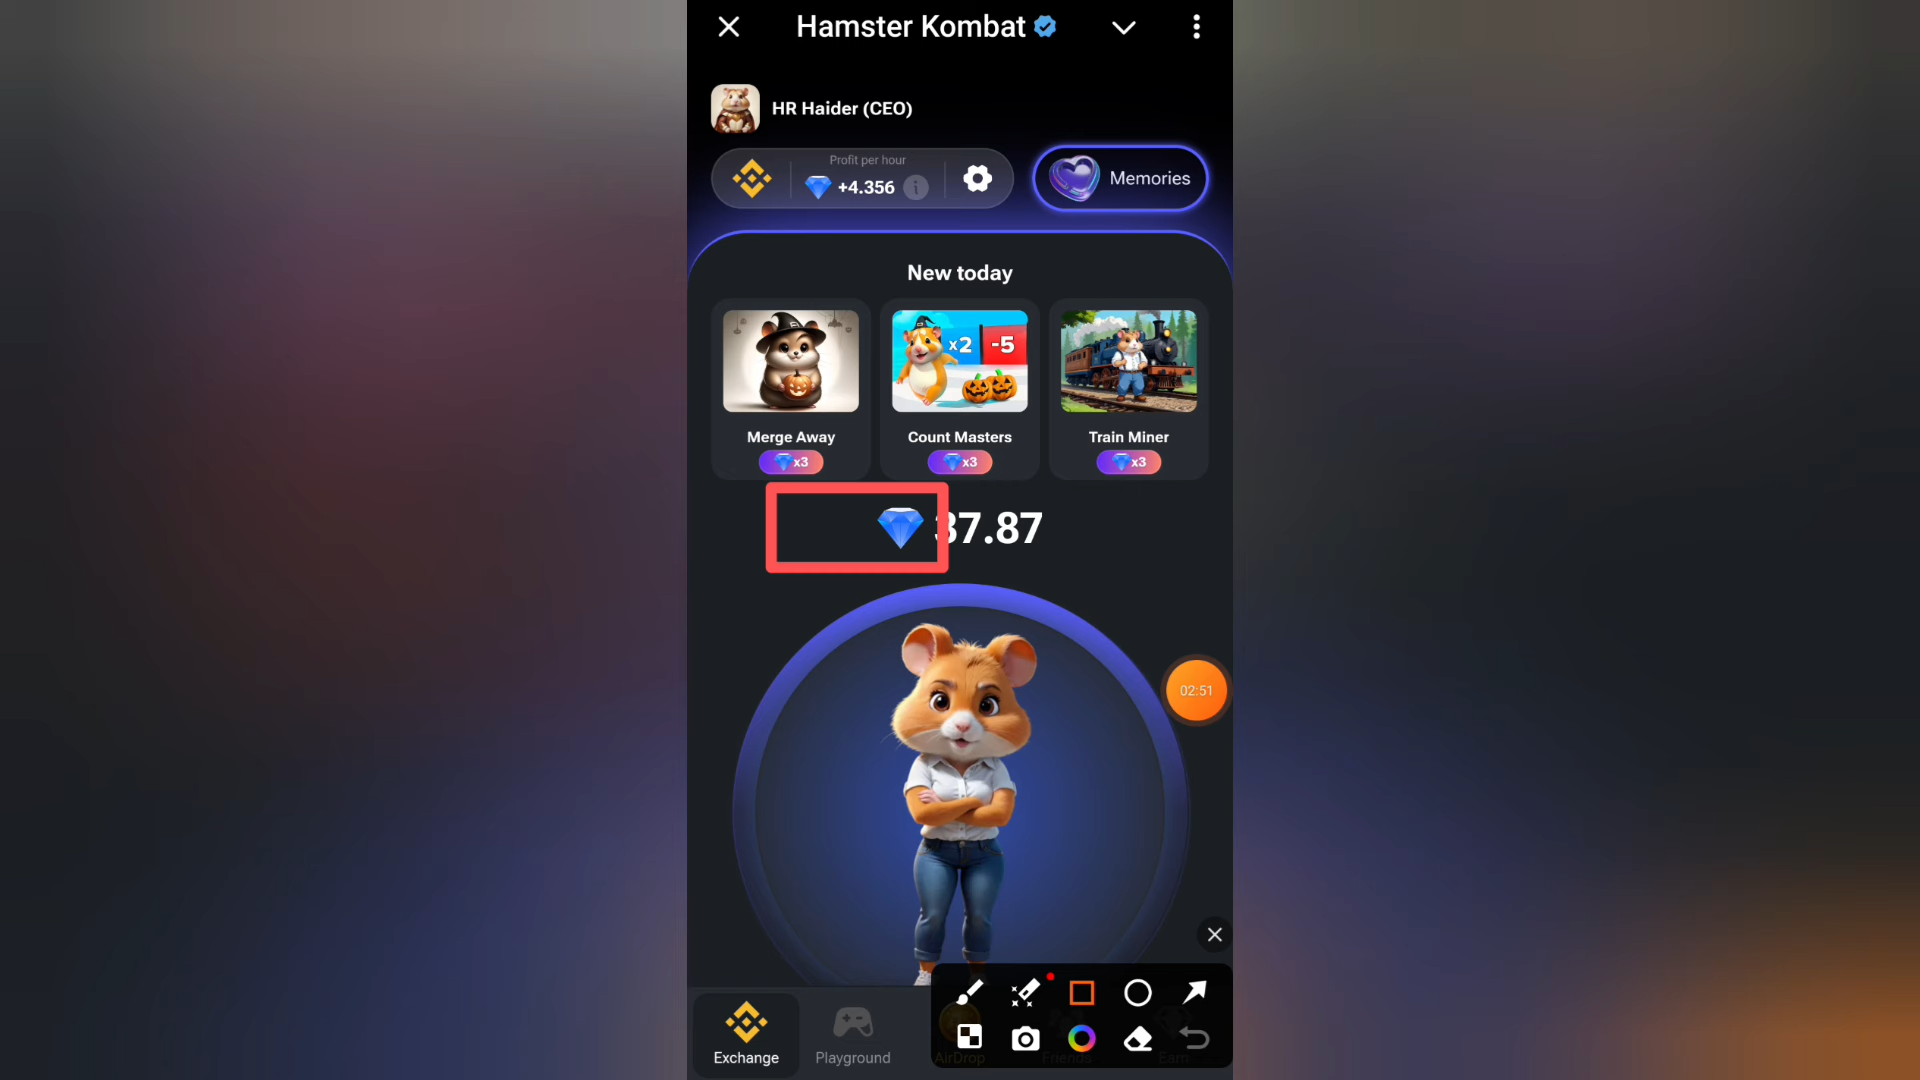 Hamster Kombat
HR Haider (CEO)
Profit per hour
+4.356
Memories
New today
x2
-5
Merge Away
Count Masters
Train Miner
x3
x3
x3
37.87
02:51
Exchange
Playground
AirDrop
Friends
Earn